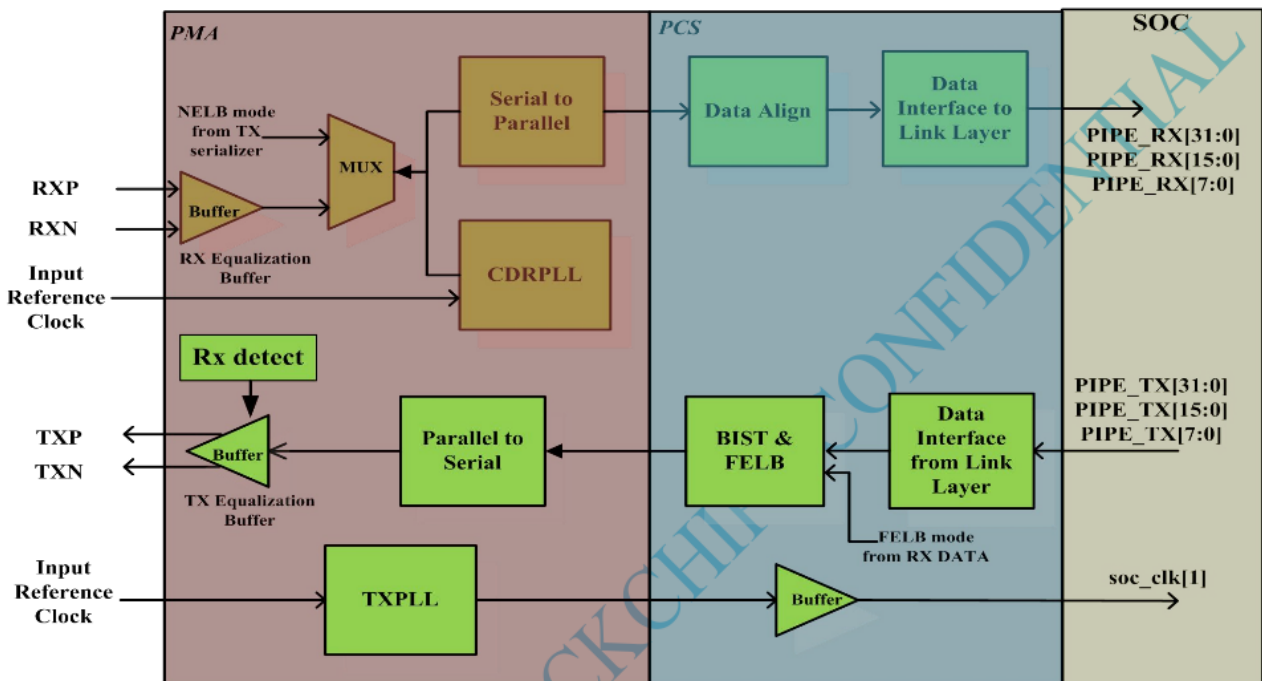 PMA
PCS
SOC
NELB mode
from TX
serializer
MUX
Serial to
Parallel
Data Align
Data
Interface to
Link Layer
PIPE_RX[31:0]
PIPE_RX[15:0]
PIPE_RX[7:0]
RXP
RXN
Buffer
RX Equalization
Buffer
CDRPLL
Input
Reference
Clock
Rx detect
TXP
TXN
Buffer
TX Equalization
Buffer
Parallel to
Serial
BIST &
FELB
Data
Interface
from Link
Layer
PIPE_TX[31:0]
PIPE_TX[15:0]
PIPE_TX[7:0]
FELB mode
from RX DATA
Input
Reference
Clock
TXPLL
Buffer
soc_clk[1]
CKCHIP CONFIDENTIAL